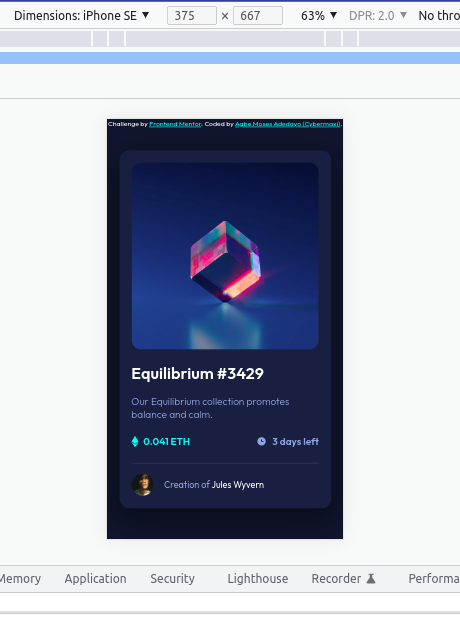 Dimensions: iPhone SE ▼ 375 × 667 63% ▼ DPR: 2.0 ▼ No thro
Challenge by Frontend Mentor. Coded by Agbe Moses Adedayo (Cybermaxi).
Equilibrium #3429
Our Equilibrium collection promotes
balance and calm.
0.041 ETH 3 days left
Creation of Jules Wyvern
Memory Application Security Lighthouse Recorder Performa